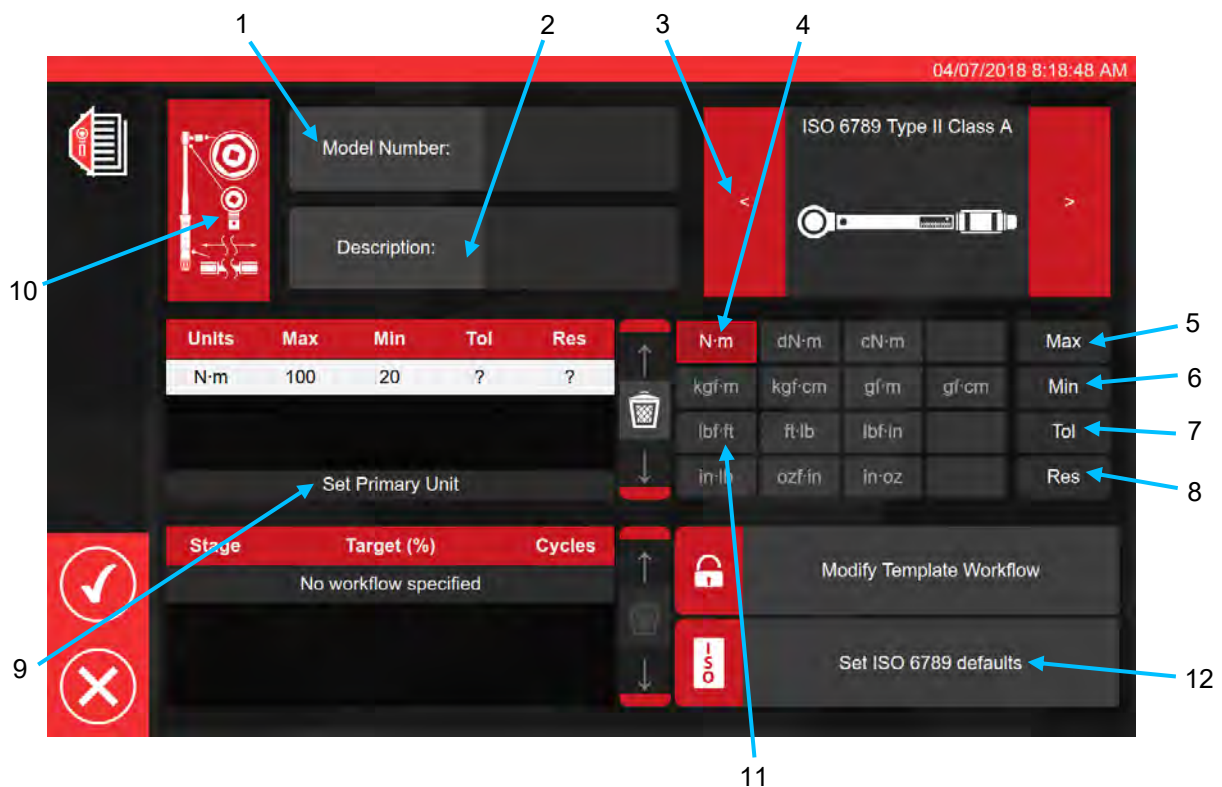 1 2 3 4
04/07/2018 8:18:48 AM
Model Number:
ISO 6789 Type II Class A
< >
Description:
10
Units Max Min Tol Res
N·m 100 20 ? ?
Set Primary Unit
N·m dN·m cN·m Max 5
kgf·m kgf·cm gf·m gf·cm Min 6
lbf·ft ft·lb lbf·in Tol 7
in·lb ozf·in in·oz Res 8
Stage Target (%) Cycles
No workflow specified
Modify Template Workflow
9
ISO
Set ISO 6789 defaults
12
11